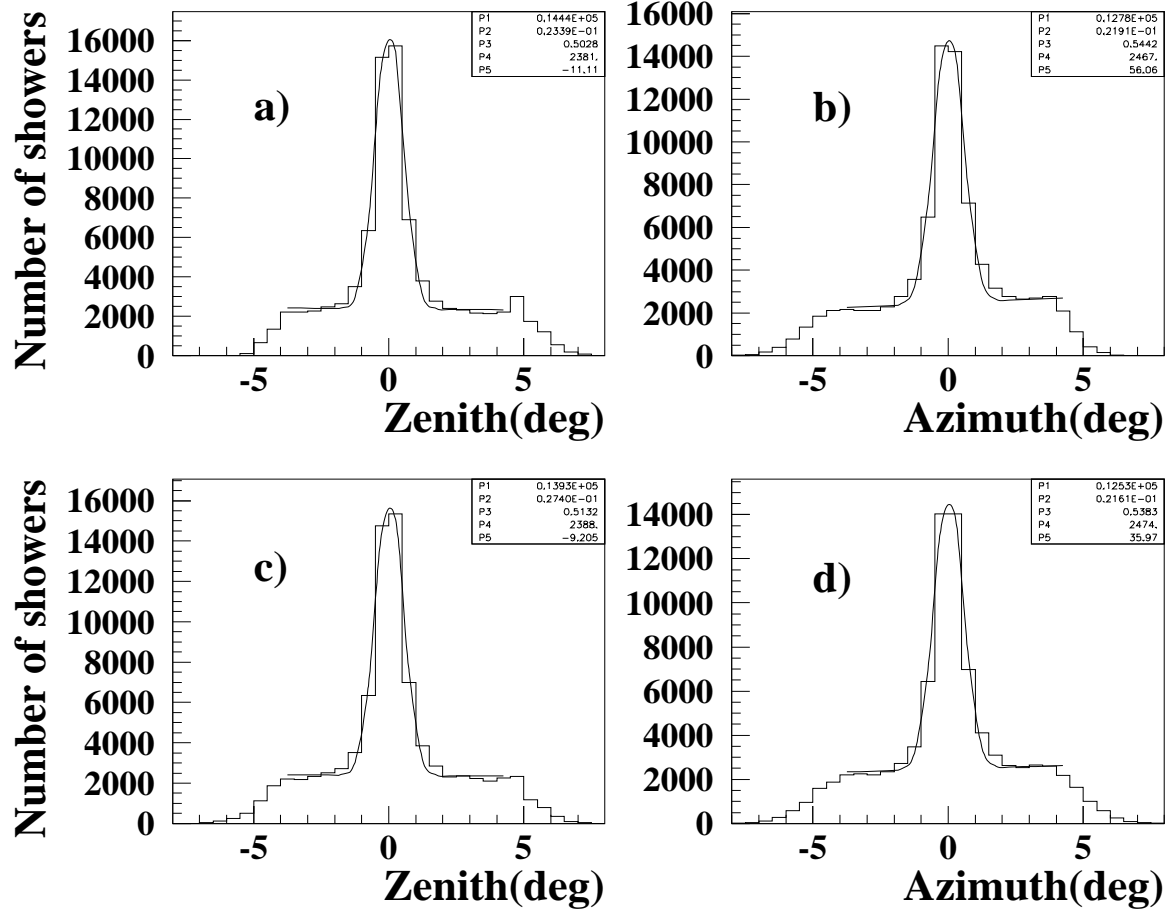 Number of showers
16000
14000
12000
10000
8000
6000
4000
2000
0
a)
P1 0.1444E+05
P2 0.2339E-01
P3 0.5028
P4 2381.
P5 -11.11
-5 0 5
Zenith(deg)
16000
14000
12000
10000
8000
6000
4000
2000
0
b)
P1 0.1278E+05
P2 0.2191E-01
P3 0.5442
P4 2467.
P5 56.06
-5 0 5
Azimuth(deg)
Number of showers
16000
14000
12000
10000
8000
6000
4000
2000
0
c)
P1 0.1393E+05
P2 0.2740E-01
P3 0.5132
P4 2388.
P5 -9.205
-5 0 5
Zenith(deg)
14000
12000
10000
8000
6000
4000
2000
0
d)
P1 0.1253E+05
P2 0.2161E-01
P3 0.5383
P4 2474.
P5 35.97
-5 0 5
Azimuth(deg)